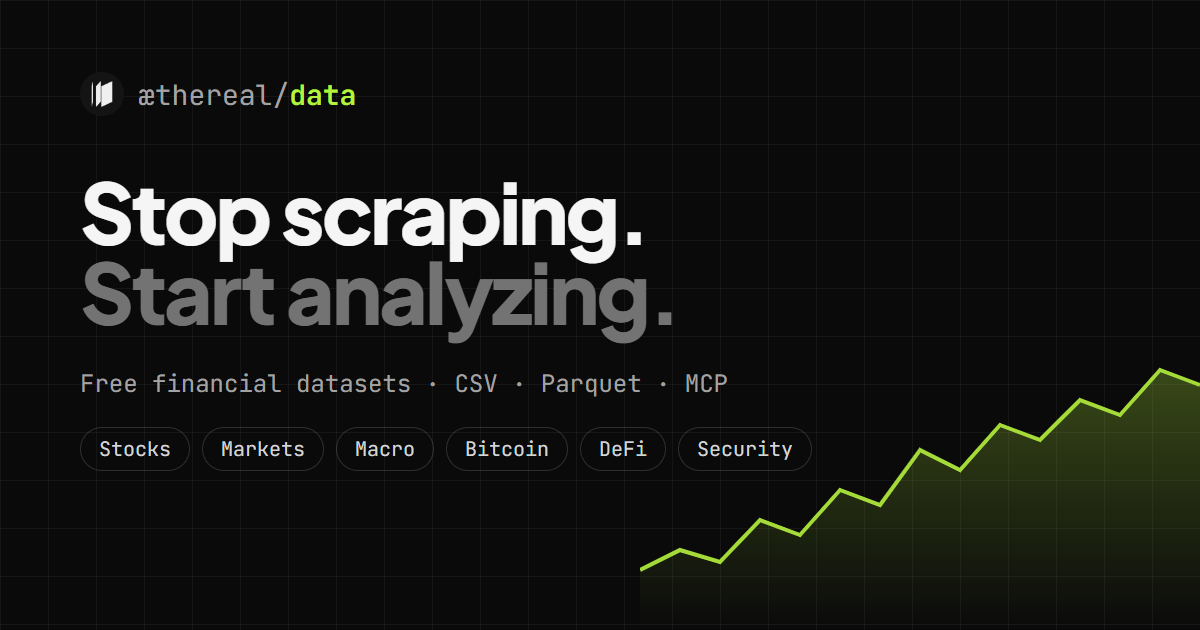 æthereal/data
Stop scraping.
Start analyzing.
Free financial datasets · CSV · Parquet · MCP
Stocks Markets Macro Bitcoin DeFi Security